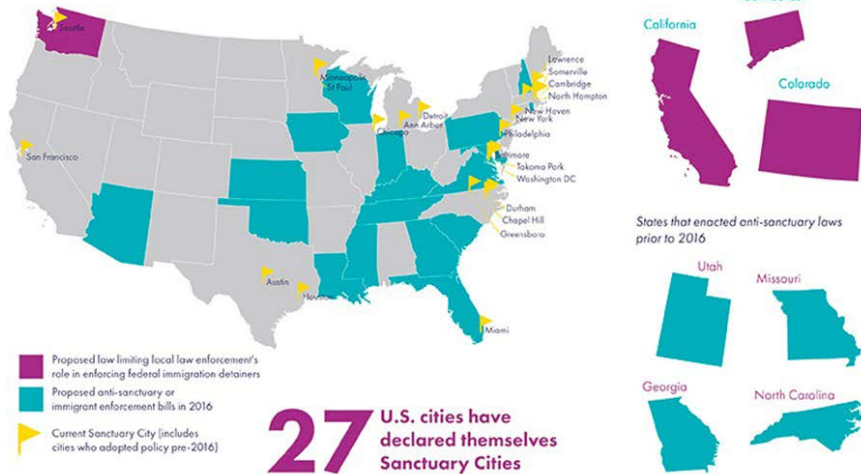 California
Colorado
Seattle
Minneapolis
St Paul
Lawrence
Somerville
Cambridge
North Hampton
Detroit
New Haven
Ann Arbor
New York
Chicago
Philadelphia
San Francisco
Baltimore
Takoma Park
Washington DC
Durham
Chapel Hill
Greensboro
Austin
Houston
Miami
States that enacted anti-sanctuary laws
prior to 2016
Utah
Missouri
Georgia
North Carolina
Proposed law limiting local law enforcement's
role in enforcing federal immigration detainers
Proposed anti-sanctuary or
immigrant enforcement bills in 2016
Current Sanctuary City (includes
cities who adopted policy pre-2016)
27
U.S. cities have
declared themselves
Sanctuary Cities